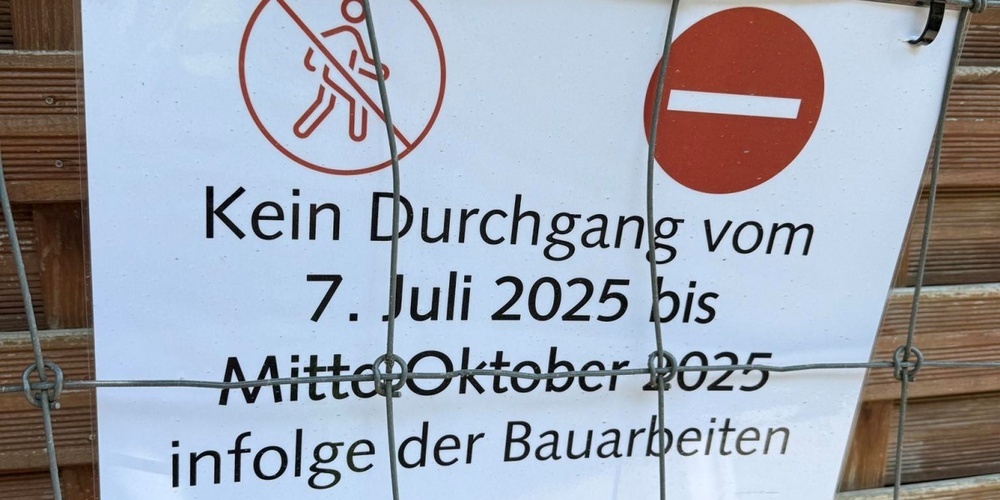 Kein Durchgang vom
7. Juli 2025 bis
Mitte Oktober 2025
infolge der Bauarbeiten